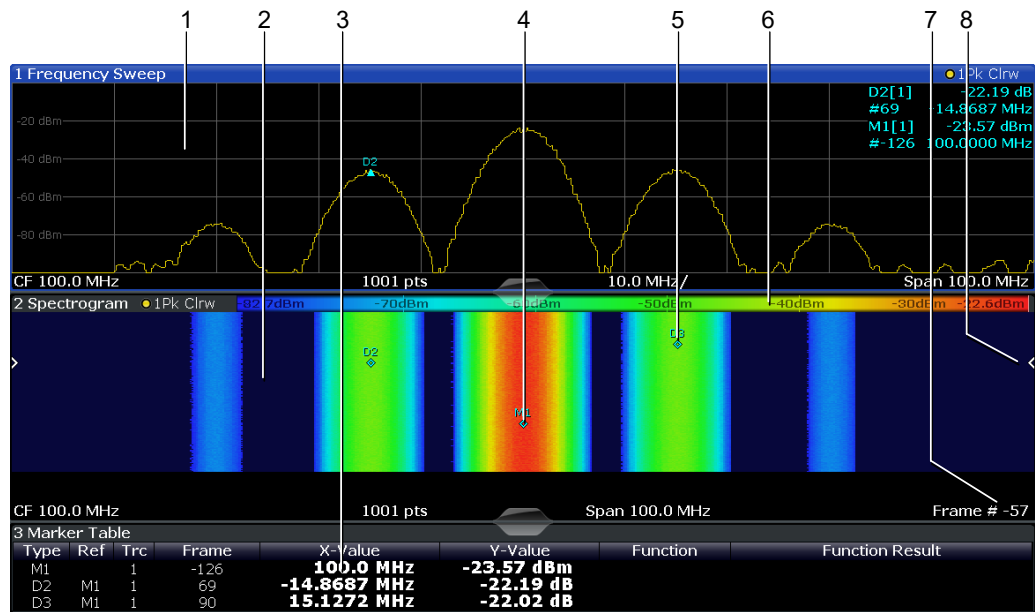 1 2 3 4 5 6 7 8
1 Frequency Sweep 1Pk Clrw
D2[1] -22.19 dB
#69 -14.8687 MHz
M1[1] -23.57 dBm
#-126 100.0000 MHz
-20 dBm
-40 dBm
-60 dBm
-80 dBm
D2
CF 100.0 MHz 1001 pts 10.0 MHz/ Span 100.0 MHz
2 Spectrogram 1Pk Clrw -82.7dBm -70dBm -60dBm -50dBm -40dBm -30dBm -22.6dBm
D3
D2
M1
CF 100.0 MHz 1001 pts Span 100.0 MHz Frame # -57
3 Marker Table
Type Ref Trc Frame X-Value Y-Value Function Function Result
M1 1 -126 100.0 MHz -23.57 dBm
D2 M1 1 69 -14.8687 MHz -22.19 dB
D3 M1 1 90 15.1272 MHz -22.02 dB